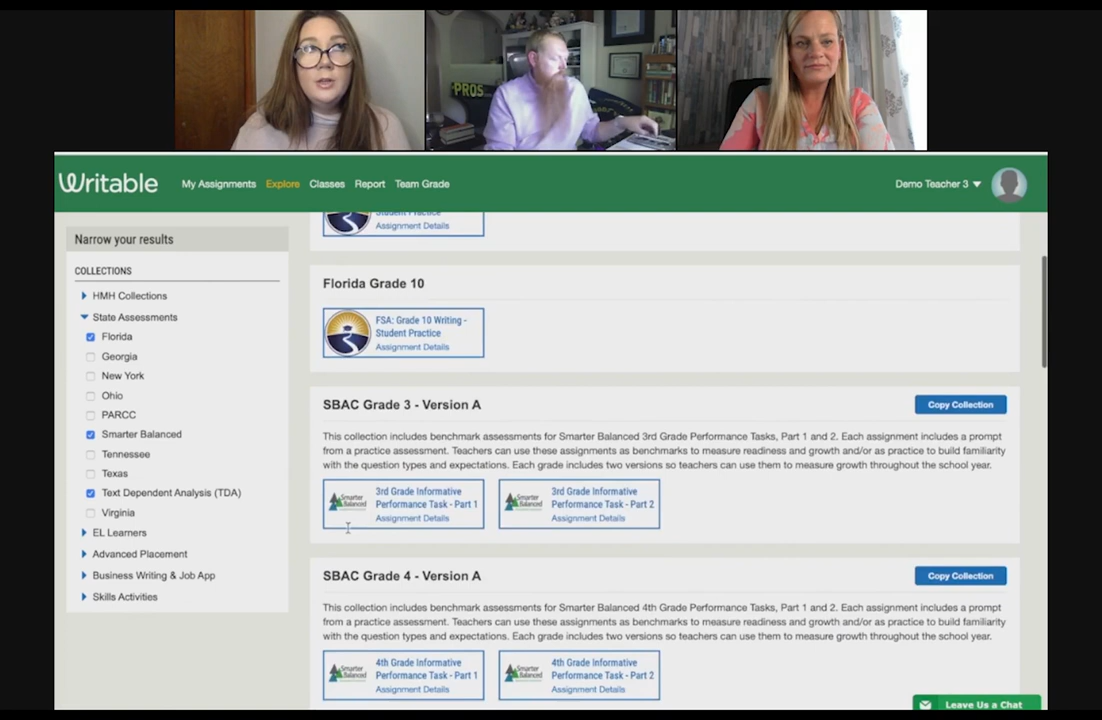 PROS
Writable
My Assignments
Explore
Classes
Report
Team Grade
Demo Teacher 3
Narrow your results
COLLECTIONS
HMH Collections
State Assessments
Florida
Georgia
New York
Ohio
PARCC
Smarter Balanced
Tennessee
Texas
Text Dependent Analysis (TDA)
Virginia
EL Learners
Advanced Placement
Business Writing & Job App
Skills Activities
Student Practice
Assignment Details
Florida Grade 10
FSA: Grade 10 Writing -
Student Practice
Assignment Details
SBAC Grade 3 - Version A
Copy Collection
This collection includes benchmark assessments for Smarter Balanced 3rd Grade Performance Tasks, Part 1 and 2. Each assignment includes a prompt
from a practice assessment. Teachers can use these assignments as benchmarks to measure readiness and growth and/or as practice to build familiarity
with the question types and expectations. Each grade includes two versions so teachers can use them to measure growth throughout the school year.
Smarter
Balanced
3rd Grade Informative
Performance Task - Part 1
Assignment Details
Smarter
Balanced
3rd Grade Informative
Performance Task - Part 2
Assignment Details
SBAC Grade 4 - Version A
Copy Collection
This collection includes benchmark assessments for Smarter Balanced 4th Grade Performance Tasks, Part 1 and 2. Each assignment includes a prompt
from a practice assessment. Teachers can use these assignments as benchmarks to measure readiness and growth and/or as practice to build familiarity
with the question types and expectations. Each grade includes two versions so teachers can use them to measure growth throughout the school year.
Smarter
Balanced
4th Grade Informative
Performance Task - Part 1
Assignment Details
Smarter
Balanced
4th Grade Informative
Performance Task - Part 2
Assignment Details
Leave Us a Chat